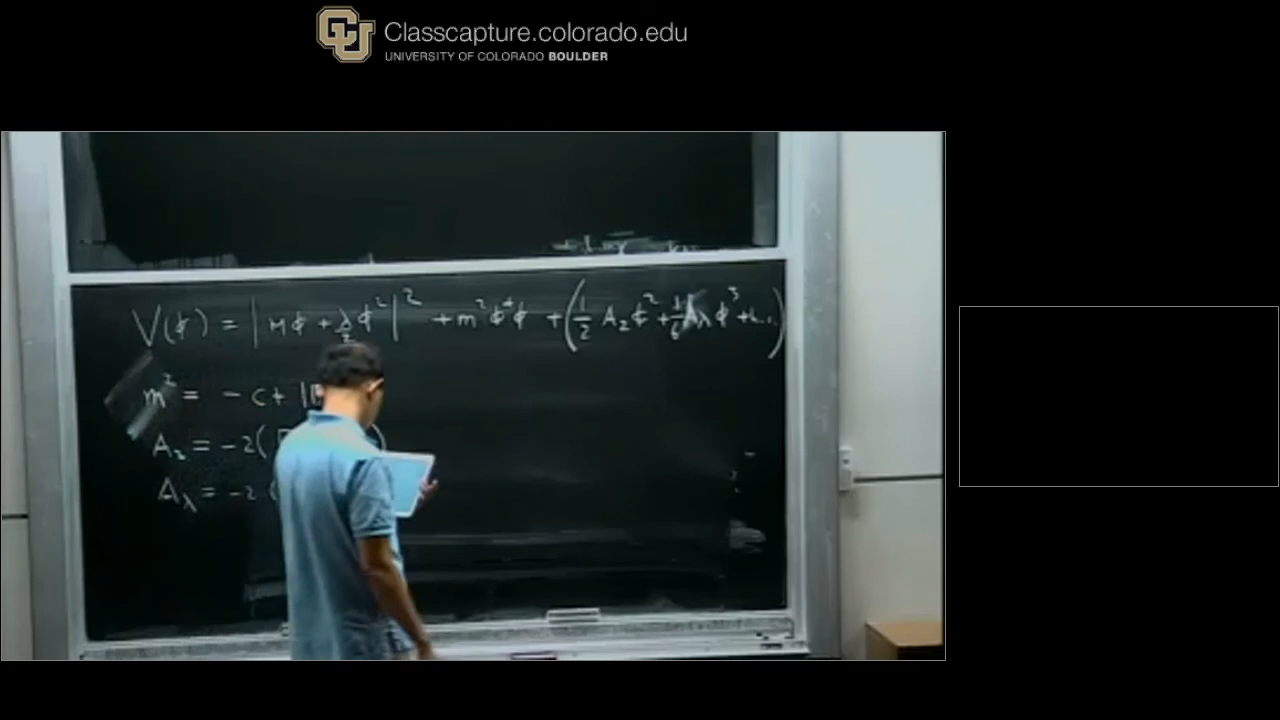 Classcapture.colorado.edu
UNIVERSITY OF COLORADO BOULDER
V(ϕ) = |Mϕ + λ/2 ϕ²|² + m²ϕ*ϕ + (1/2 A₂ϕ² + 1/6 A_λ ϕ³ + h.c.)
m² = -c + |
A₂ = -2(
A_λ = -2